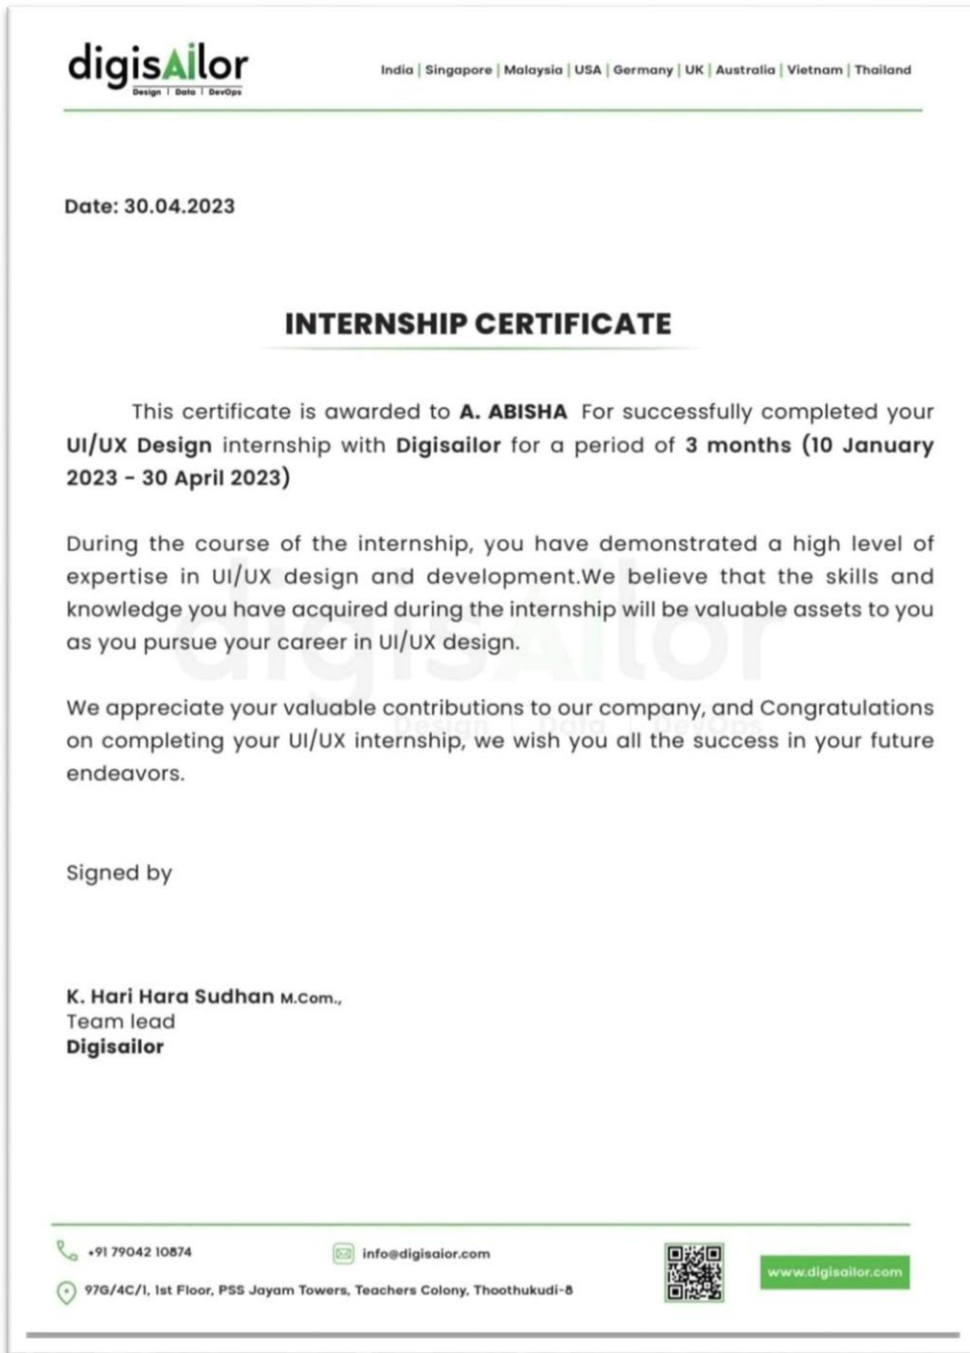 digisAilor
Design | Data | DevOps
India | Singapore | Malaysia | USA | Germany | UK | Australia | Vietnam | Thailand
Date: 30.04.2023
INTERNSHIP CERTIFICATE
This certificate is awarded to A. ABISHA For successfully completed your
UI/UX Design internship with Digisailor for a period of 3 months (10 January
2023 - 30 April 2023)
During the course of the internship, you have demonstrated a high level of
expertise in UI/UX design and development.We believe that the skills and
knowledge you have acquired during the internship will be valuable assets to you
as you pursue your career in UI/UX design.
We appreciate your valuable contributions to our company, and Congratulations
on completing your UI/UX internship, we wish you all the success in your future
endeavors.
digisAilor
Design | Data | DevOps
Signed by
K. Hari Hara Sudhan M.Com.,
Team lead
Digisailor
+91 79042 10874
info@digisaior.com
97G/4C/1, 1st Floor, PSS Jayam Towers, Teachers Colony, Thoothukudi-8
www.digisailor.com